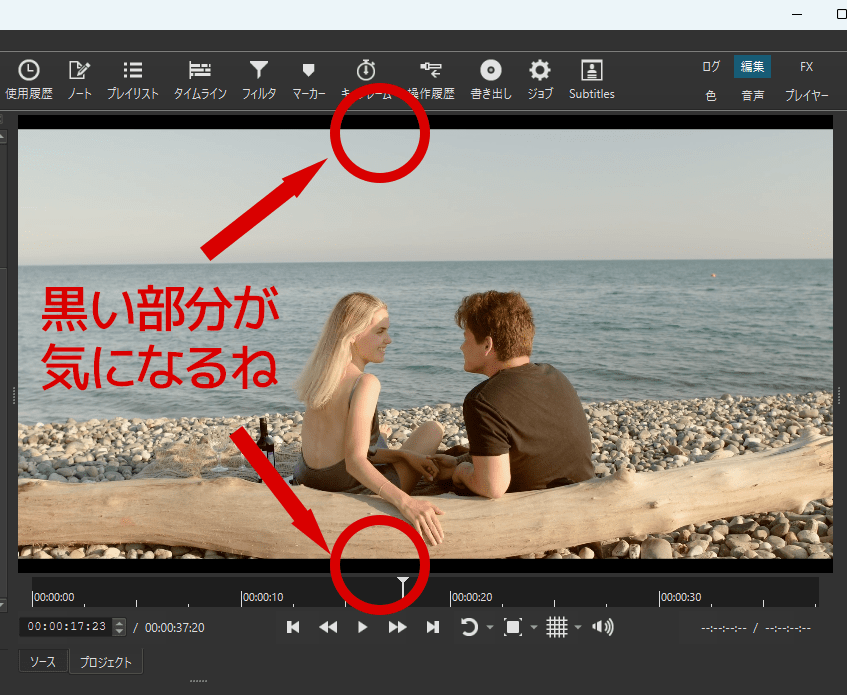 使用履歴 ノート プレイリスト タイムライン フィルタ マーカー キーフレーム 操作履歴 書き出し ジョブ Subtitles
ログ 編集 FX
色 音声 プレイヤー
黒い部分が
気になるね
00:00:00 00:00:10 00:00:20 00:00:30
00:00:17:23 / 00:00:37:20 --:--:--:-- / --:--:--:--
ソース プロジェクト